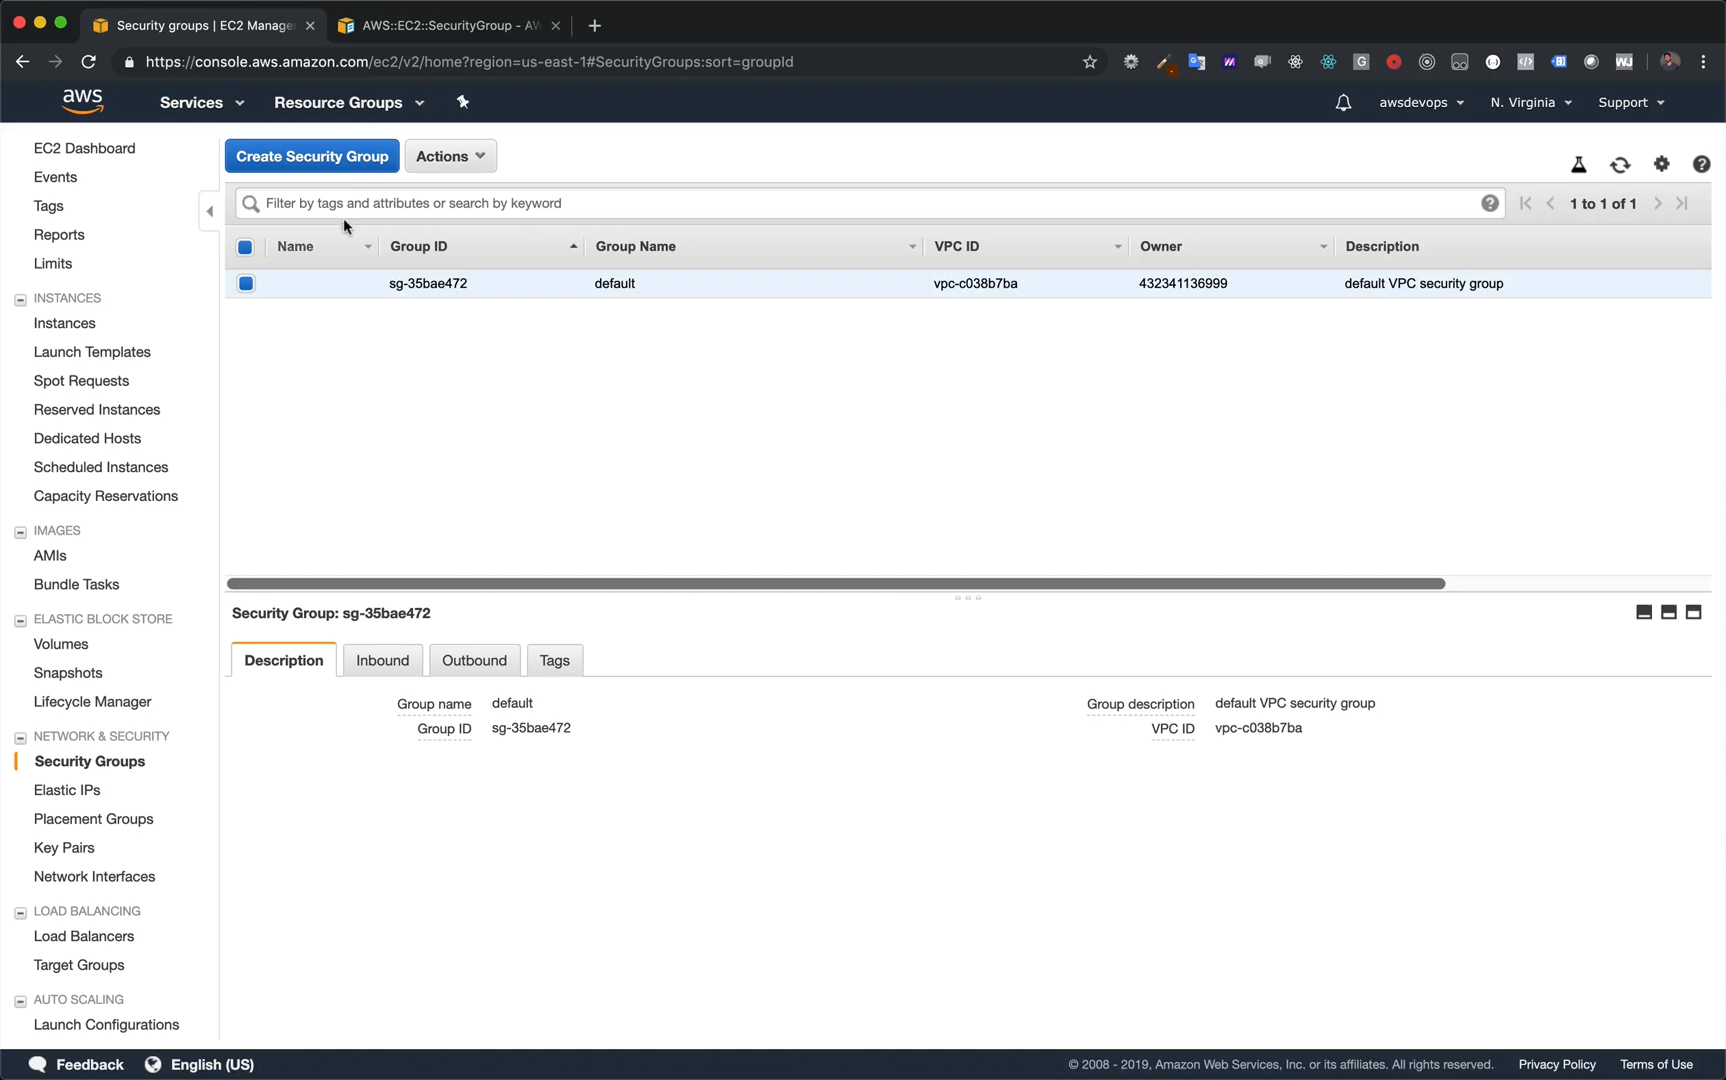 Security groups | EC2 Manage
AWS::EC2::SecurityGroup - AW
https://console.aws.amazon.com/ec2/v2/home?region=us-east-1#SecurityGroups:sort=groupId
aws
Services
Resource Groups
awsdevops
N. Virginia
Support
EC2 Dashboard
Events
Tags
Reports
Limits
INSTANCES
Instances
Launch Templates
Spot Requests
Reserved Instances
Dedicated Hosts
Scheduled Instances
Capacity Reservations
IMAGES
AMIs
Bundle Tasks
ELASTIC BLOCK STORE
Volumes
Snapshots
Lifecycle Manager
NETWORK & SECURITY
Security Groups
Elastic IPs
Placement Groups
Key Pairs
Network Interfaces
LOAD BALANCING
Load Balancers
Target Groups
AUTO SCALING
Launch Configurations
Create Security Group
Actions
Filter by tags and attributes or search by keyword
1 to 1 of 1
Name Group ID Group Name VPC ID Owner Description
sg-35bae472 default vpc-c038b7ba 432341136999 default VPC security group
Security Group: sg-35bae472
Description
Inbound
Outbound
Tags
Group name default
Group description default VPC security group
Group ID sg-35bae472
VPC ID vpc-c038b7ba
Feedback
English (US)
© 2008 - 2019, Amazon Web Services, Inc. or its affiliates. All rights reserved.
Privacy Policy
Terms of Use